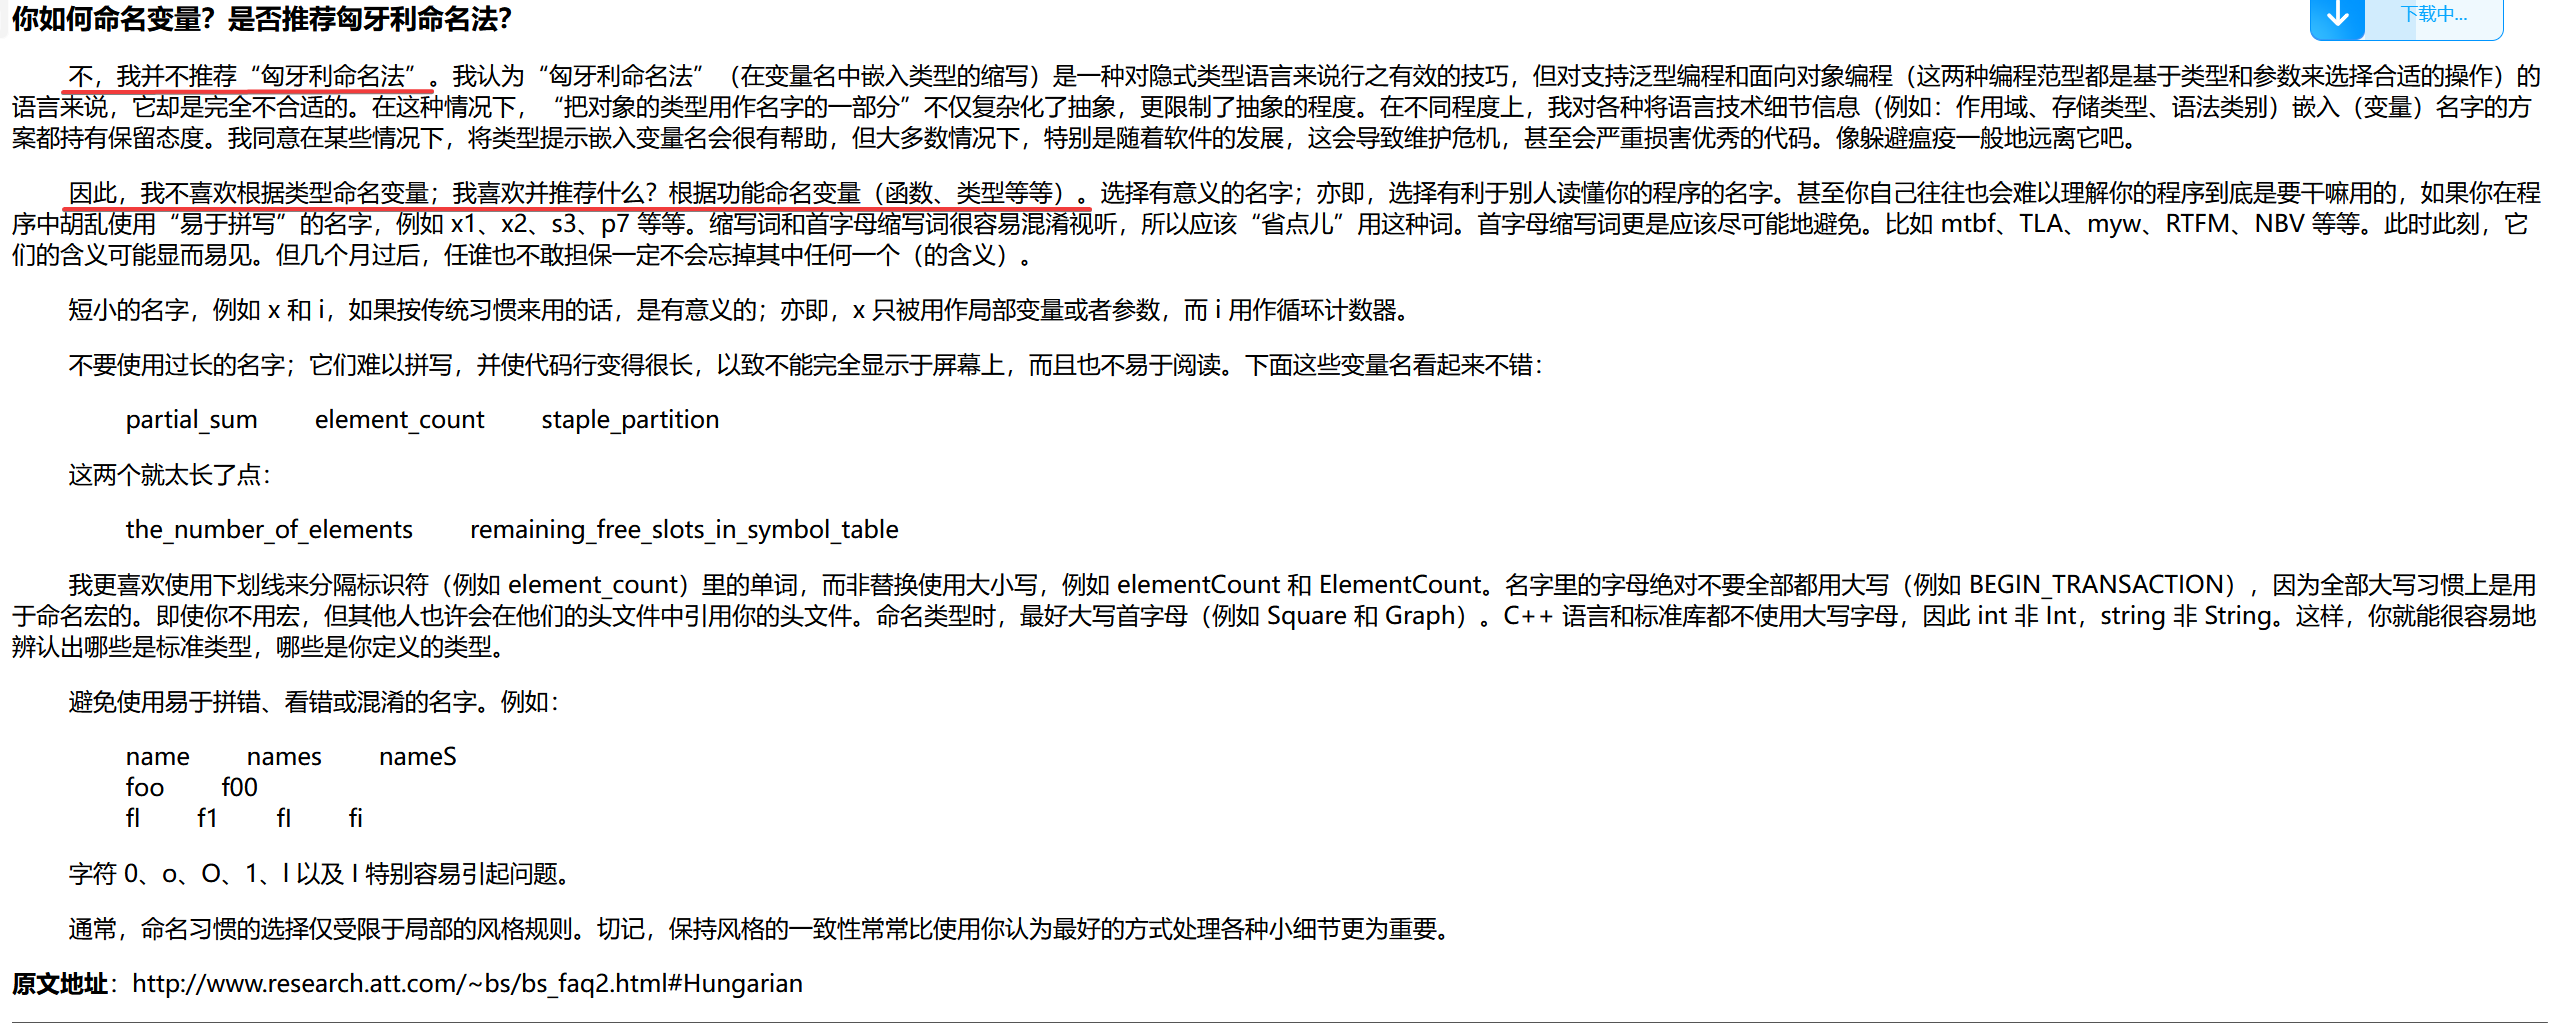 你如何命名变量？是否推荐匈牙利命名法？
下载中...
不，我并不推荐“匈牙利命名法”。我认为“匈牙利命名法”（在变量名中嵌入类型的缩写）是一种对隐式类型语言来说行之有效的技巧，但对支持泛型编程和面向对象编程（这两种编程范型都是基于类型和参数来选择合适的操作）的
语言来说，它却是完全不合适的。在这种情况下，“把对象的类型用作名字的一部分”不仅复杂化了抽象，更限制了抽象的程度。在不同程度上，我对各种将语言技术细节信息（例如：作用域、存储类型、语法类别）嵌入（变量）名字的方
案都持有保留态度。我同意在某些情况下，将类型提示嵌入变量名会很有帮助，但大多数情况下，特别是随着软件的发展，这会导致维护危机，甚至会严重损害优秀的代码。像躲避瘟疫一般地远离它吧。
因此，我不喜欢根据类型命名变量；我喜欢并推荐什么？根据功能命名变量（函数、类型等等）。选择有意义的名字；亦即，选择有利于别人读懂你的程序的名字。甚至你自己往往也会难以理解你的程序到底是要干嘛用的，如果你在程
序中胡乱使用“易于拼写”的名字，例如 x1、x2、s3、p7 等等。缩写词和首字母缩写词很容易混淆视听，所以应该“省点儿”用这种词。首字母缩写词更是应该尽可能地避免。比如 mtbf、TLA、myw、RTFM、NBV 等等。此时此刻，它
们的含义可能显而易见。但几个月过后，任谁也不敢担保一定不会忘掉其中任何一个（的含义）。
短小的名字，例如 x 和 i，如果按传统习惯来用的话，是有意义的；亦即，x 只被用作局部变量或者参数，而 i 用作循环计数器。
不要使用过长的名字；它们难以拼写，并使代码行变得很长，以致不能完全显示于屏幕上，而且也不易于阅读。下面这些变量名看起来不错：
partial_sum element_count staple_partition
这两个就太长了点：
the_number_of_elements remaining_free_slots_in_symbol_table
我更喜欢使用下划线来分隔标识符（例如 element_count）里的单词，而非替换使用大小写，例如 elementCount 和 ElementCount。名字里的字母绝对不要全部都用大写（例如 BEGIN_TRANSACTION），因为全部大写习惯上是用
于命名宏的。即使你不用宏，但其他人也许会在他们的头文件中引用你的头文件。命名类型时，最好大写首字母（例如 Square 和 Graph）。C++ 语言和标准库都不使用大写字母，因此 int 非 Int，string 非 String。这样，你就能很容易地
辨认出哪些是标准类型，哪些是你定义的类型。
避免使用易于拼错、看错或混淆的名字。例如：
name names nameS
foo f00
fl f1 fI fi
字符 0、o、O、1、l 以及 I 特别容易引起问题。
通常，命名习惯的选择仅受限于局部的风格规则。切记，保持风格的一致性常常比使用你认为最好的方式处理各种小细节更为重要。
原文地址：http://www.research.att.com/~bs/bs_faq2.html#Hungarian